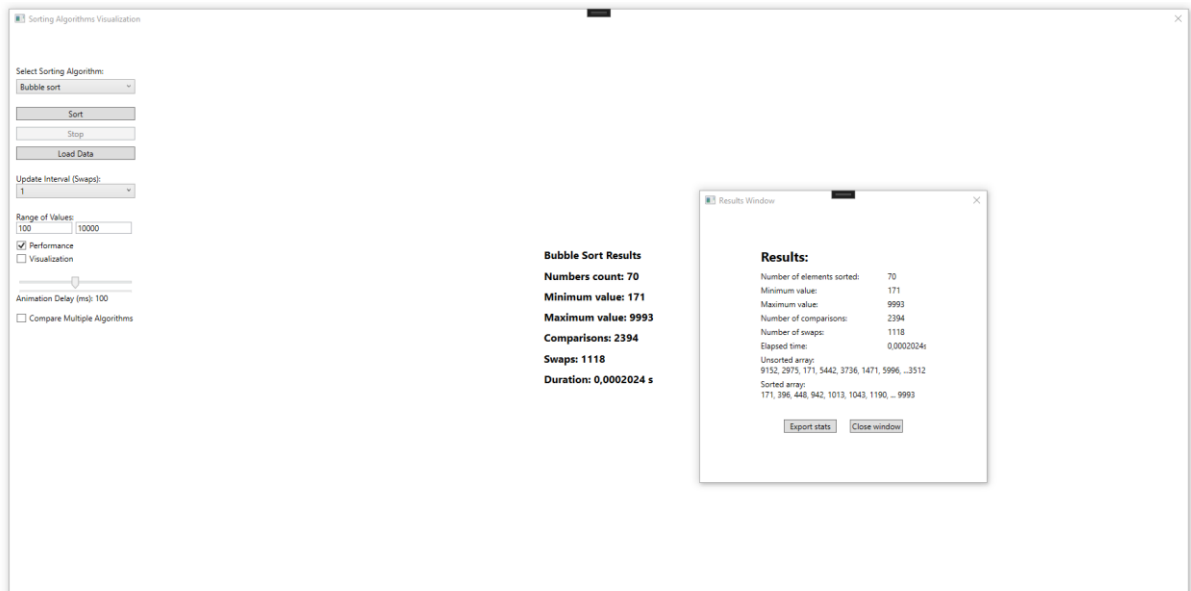 Sorting Algorithms Visualization
Select Sorting Algorithm:
Bubble sort
Sort
Stop
Load Data
Update Interval (Swaps):
1
Range of Values:
100 10000
Performance
Visualization
Animation Delay (ms): 100
Compare Multiple Algorithms
Bubble Sort Results
Numbers count: 70
Minimum value: 171
Maximum value: 9993
Comparisons: 2394
Swaps: 1118
Duration: 0,0002024 s
Results Window
Results:
Number of elements sorted: 70
Minimum value: 171
Maximum value: 9993
Number of comparisons: 2394
Number of swaps: 1118
Elapsed time: 0,0002024s
Unsorted array:
9152, 2975, 171, 5442, 3736, 1471, 5996, ...3512
Sorted array:
171, 396, 448, 942, 1013, 1043, 1190, ... 9993
Export stats Close window